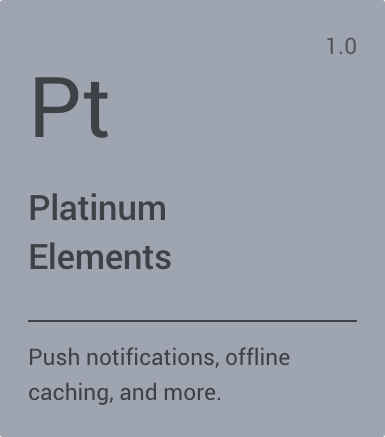 1.0
Pt
Platinum
Elements
Push notifications, offline
caching, and more.